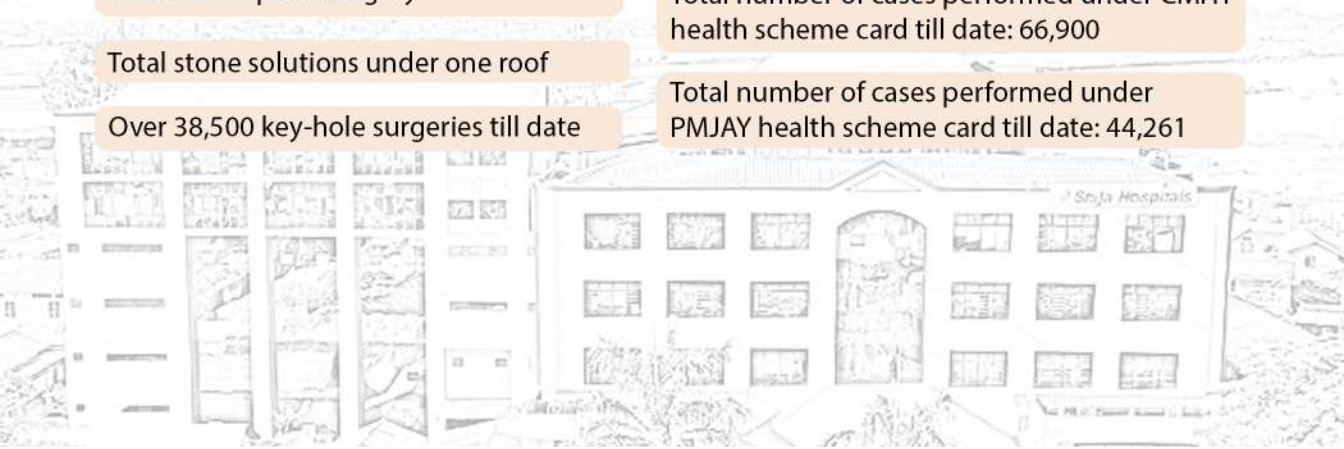 health scheme card till date: 66,900
Total stone solutions under one roof
Over 38,500 key-hole surgeries till date
Total number of cases performed under
PMJAY health scheme card till date: 44,261
Hospitals